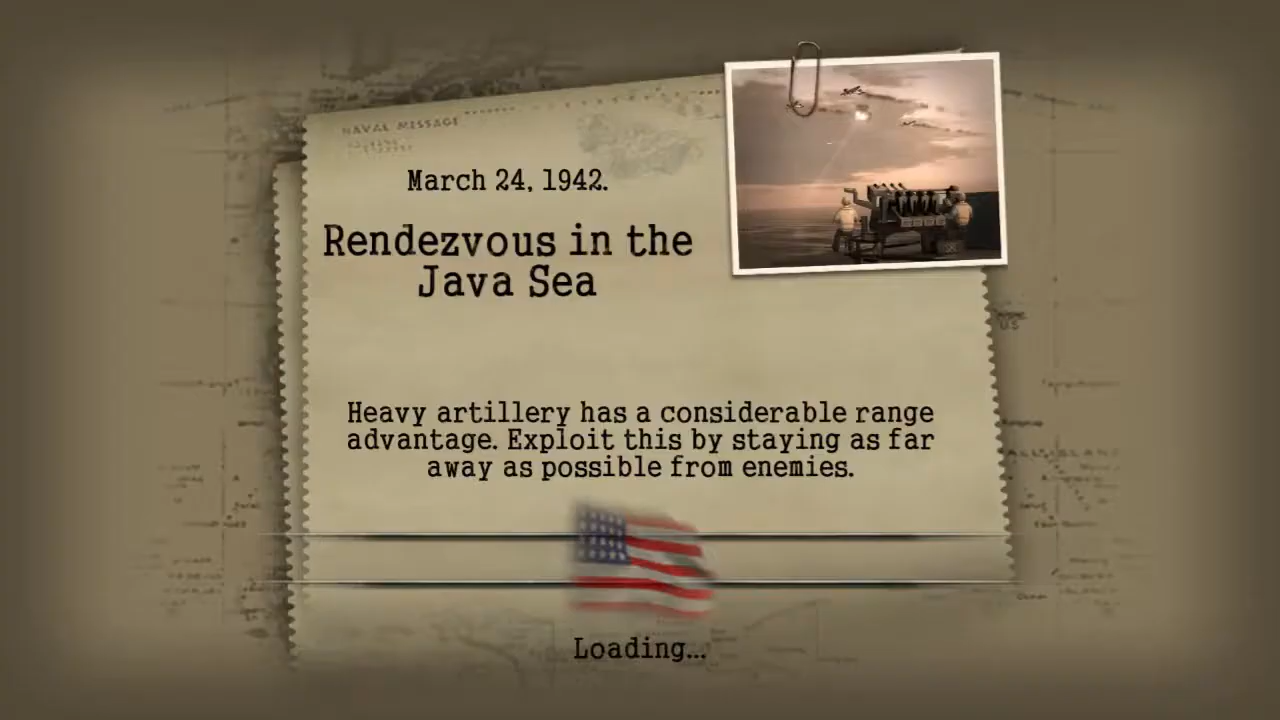 NAVAL MESSAGE
March 24, 1942.
Rendezvous in the
Java Sea
Heavy artillery has a considerable range
advantage. Exploit this by staying as far
away as possible from enemies.
Loading...